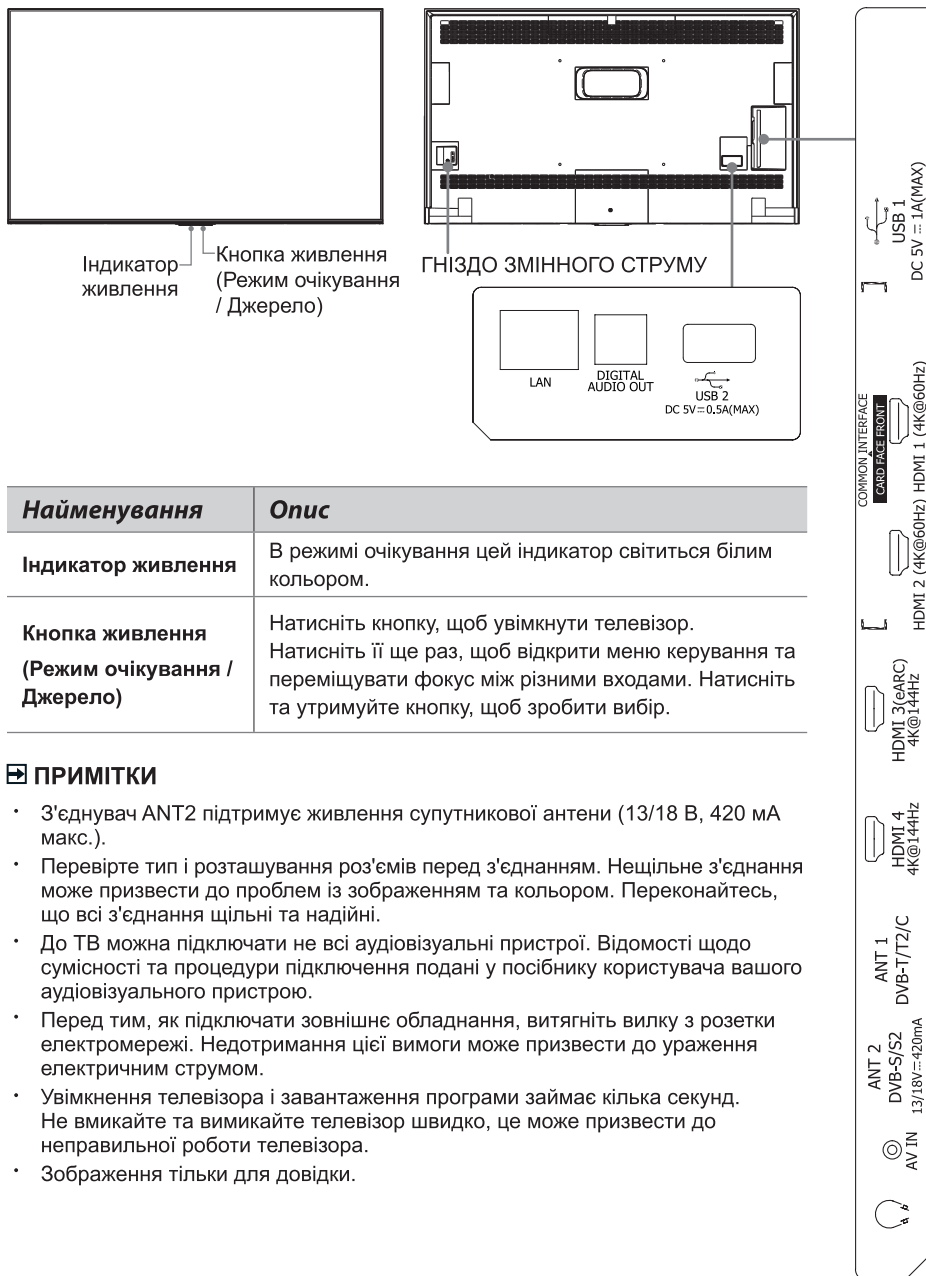 Індикатор
живлення
Кнопка живлення
(Режим очікування
/ Джерело)
ГНІЗДО ЗМІННОГО СТРУМУ
LAN
DIGITAL
AUDIO OUT
USB 2
DC 5V⎓0.5A(MAX)
USB 1
DC 5V ⎓ 1A(MAX)
COMMON INTERFACE
CARD FACE FRONT
HDMI 1 (4K@60Hz)
HDMI 2 (4K@60Hz)
HDMI 3(eARC)
4K@144Hz
HDMI 4
4K@144Hz
ANT 1
DVB-T/T2/C
ANT 2
DVB-S/S2
13/18V⎓420mA
AV IN
Найменування Опис
Індикатор живлення
В режимі очікування цей індикатор світиться білим
кольором.
Кнопка живлення
(Режим очікування /
Джерело)
Натисніть кнопку, щоб увімкнути телевізор.
Натисніть її ще раз, щоб відкрити меню керування та
переміщувати фокус між різними входами. Натисніть
та утримуйте кнопку, щоб зробити вибір.
ПРИМІТКИ
• З'єднувач ANT2 підтримує живлення супутникової антени (13/18 В, 420 мА
макс.).
• Перевірте тип і розташування роз'ємів перед з'єднанням. Нещільне з'єднання
може призвести до проблем із зображенням та кольором. Переконайтесь,
що всі з'єднання щільні та надійні.
• До ТВ можна підключати не всі аудіовізуальні пристрої. Відомості щодо
сумісності та процедури підключення подані у посібнику користувача вашого
аудіовізуального пристрою.
• Перед тим, як підключати зовнішнє обладнання, витягніть вилку з розетки
електромережі. Недотримання цієї вимоги може призвести до ураження
електричним струмом.
• Увімкнення телевізора і завантаження програми займає кілька секунд.
Не вмикайте та вимикайте телевізор швидко, це може призвести до
неправильної роботи телевізора.
• Зображення тільки для довідки.